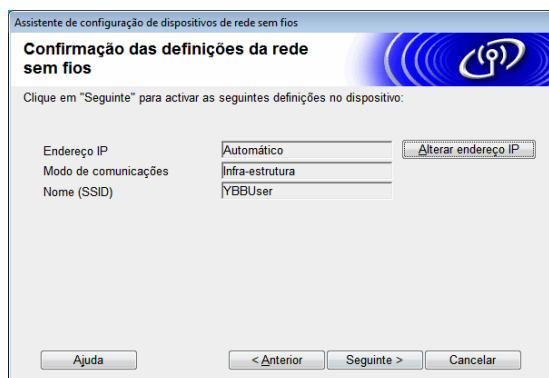 Assistente de configuração de dispositivos de rede sem fios
Confirmação das definições da rede
sem fios
Clique em "Seguinte" para activar as seguintes definições no dispositivo:
Endereço IP Automático Alterar endereço IP
Modo de comunicações Infra-estrutura
Nome (SSID) YBBUser
Ajuda < Anterior Seguinte > Cancelar